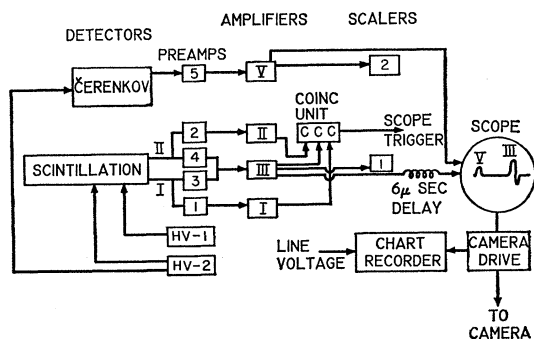 AMPLIFIERS SCALERS
DETECTORS
PREAMPS
ČERENKOV
5
V
2
COINC
UNIT
SCOPE
TRIGGER
SCOPE
II
2
II
C C C
4
SCINTILLATION
III
1
V
III
I
3
6μ SEC
DELAY
1
I
HV-1
HV-2
LINE
VOLTAGE
CHART
RECORDER
CAMERA
DRIVE
TO
CAMERA